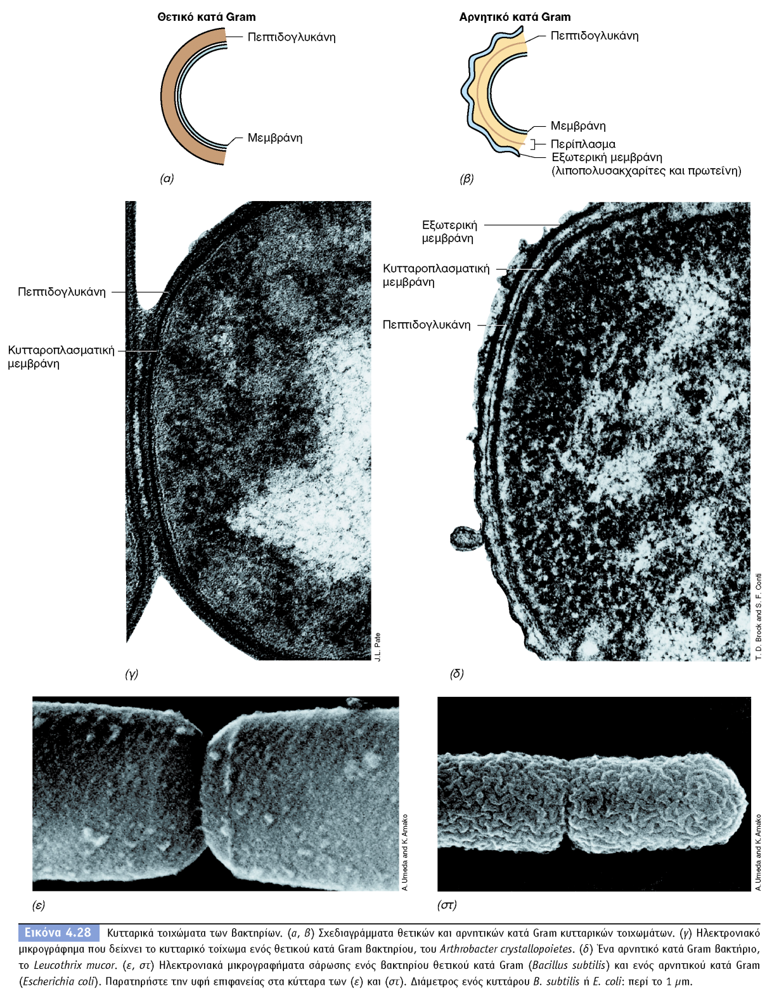 Θετικό κατά Gram
Πεπτιδογλυκάνη
Μεμβράνη
(α)
Αρνητικό κατά Gram
Πεπτιδογλυκάνη
Μεμβράνη
Περίπλασμα
Εξωτερική μεμβράνη
(λιποπολυσακχαρίτες και πρωτεΐνη)
(β)
Πεπτιδογλυκάνη
Κυτταροπλασματική
μεμβράνη
J.L. Pate
(γ)
Εξωτερική
μεμβράνη
Κυτταροπλασματική
μεμβράνη
Πεπτιδογλυκάνη
T. D. Brock and S. F. Conti
(δ)
A. Umeda and K. Amako
(ε)
A. Umeda and K. Amako
(στ)
Εικόνα 4.28 Κυτταρικά τοιχώματα των βακτηρίων. (α, β) Σχεδιαγράμματα θετικών και αρνητικών κατά Gram κυτταρικών τοιχωμάτων. (γ) Ηλεκτρονιακό
μικρογράφημα που δείχνει το κυτταρικό τοίχωμα ενός θετικού κατά Gram βακτηρίου, του Arthrobacter crystallopoietes. (δ) Ένα αρνητικό κατά Gram βακτήριο,
το Leucothrix mucor. (ε, στ) Ηλεκτρονιακά μικρογραφήματα σάρωσης ενός βακτηρίου θετικού κατά Gram (Bacillus subtilis) και ενός αρνητικού κατά Gram
(Escherichia coli). Παρατηρήστε την υφή επιφανείας στα κύτταρα των (ε) και (στ). Διάμετρος ενός κυττάρου B. subtilis ή E. coli: περί το 1 μm.